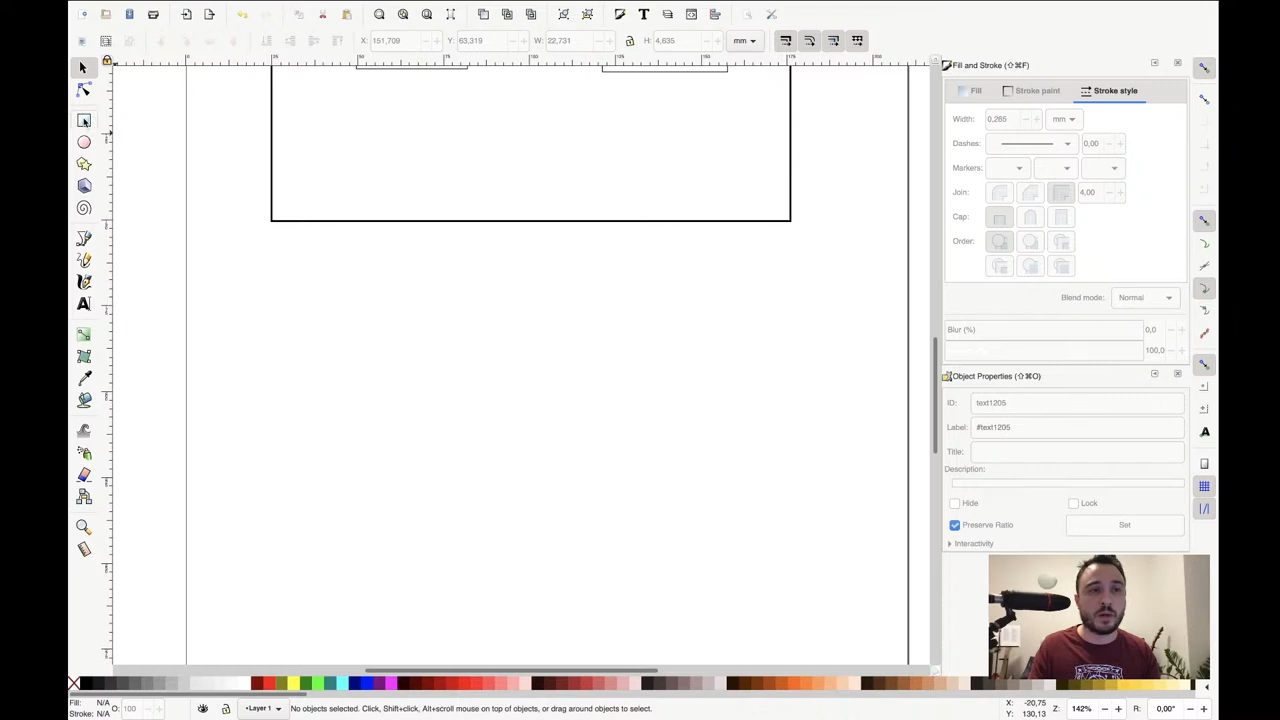 X: 151,709 Y: 63,319 W: 22,731 H: 4,635 mm
Fill and Stroke (⇧⌘F)
Fill Stroke paint Stroke style
Width: 0,265 mm
Dashes: 0,00
Markers:
Join: 4,00
Cap:
Order:
Blend mode: Normal
Blur (%) 0,0
100,0
Object Properties (⇧⌘O)
ID: text1205
Label: #text1205
Title:
Description:
Hide Lock
Preserve Ratio Set
Interactivity
Fill: N/A
Stroke: N/A
O: 100
•Layer 1
No objects selected. Click, Shift+click, Alt+scroll mouse on top of objects, or drag around objects to select.
X: -20,75
Y: 130,13
Z: 142%
R: 0,00°